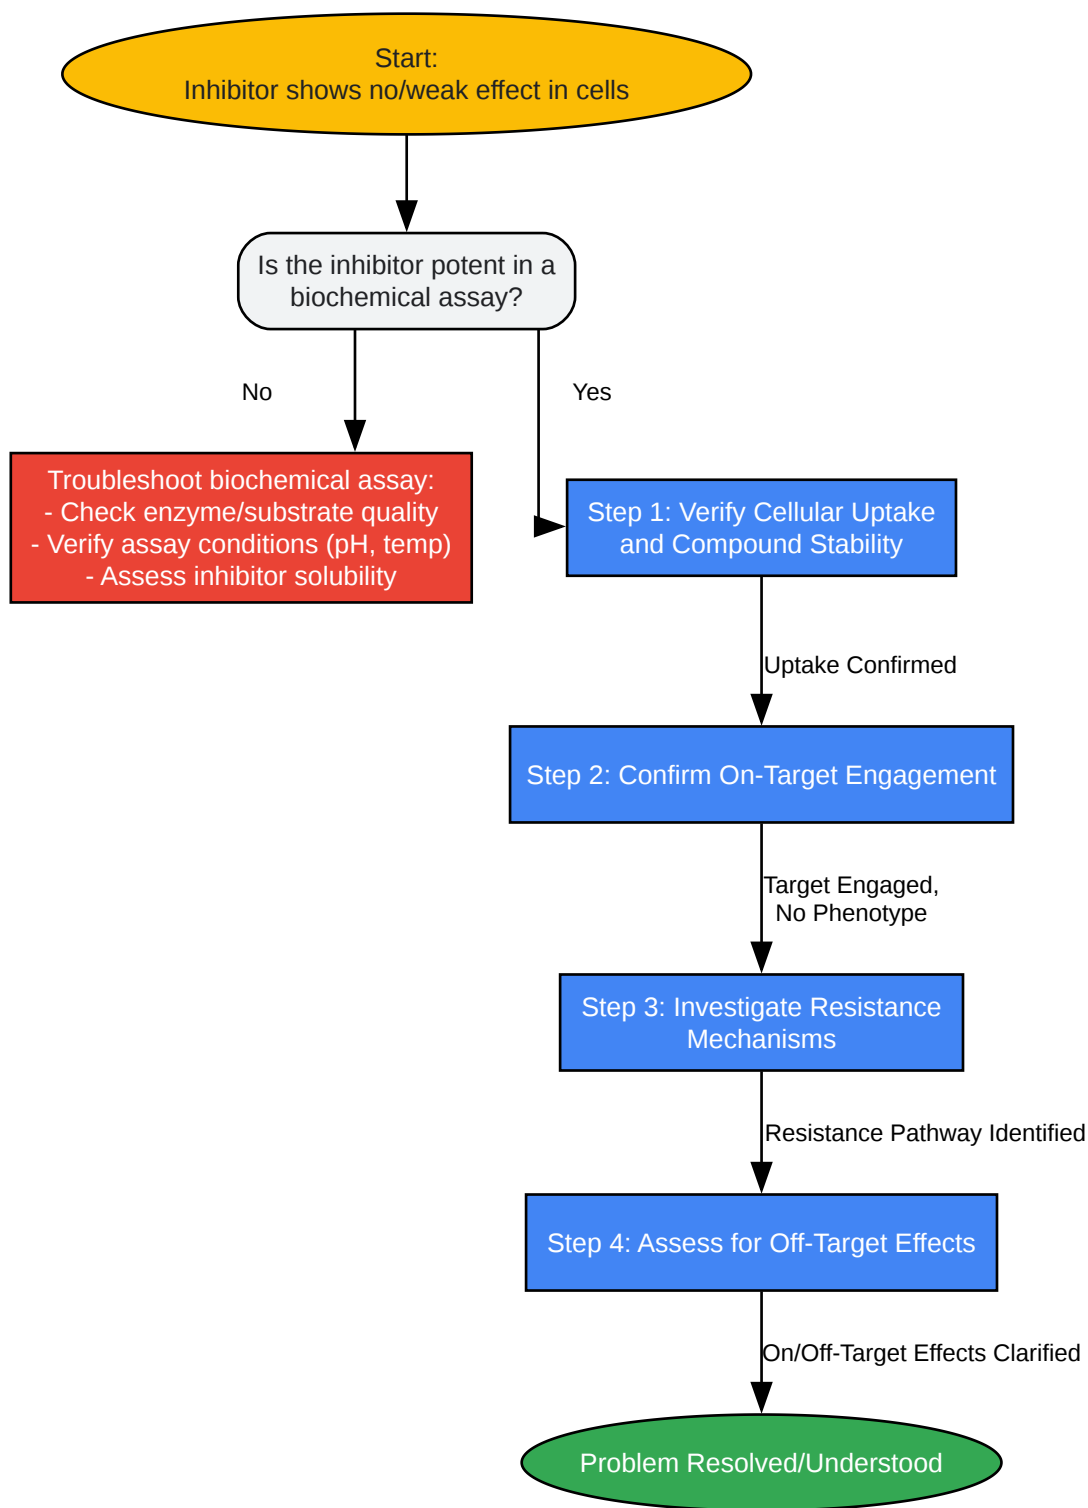 Start:
Inhibitor shows no/weak effect in cells
Is the inhibitor potent in a
biochemical assay?
No
Yes
Troubleshoot biochemical assay:
- Check enzyme/substrate quality
- Verify assay conditions (pH, temp)
- Assess inhibitor solubility
Step 1: Verify Cellular Uptake
and Compound Stability
Uptake Confirmed
Step 2: Confirm On-Target Engagement
Target Engaged,
No Phenotype
Step 3: Investigate Resistance
Mechanisms
Resistance Pathway Identified
Step 4: Assess for Off-Target Effects
On/Off-Target Effects Clarified
Problem Resolved/Understood